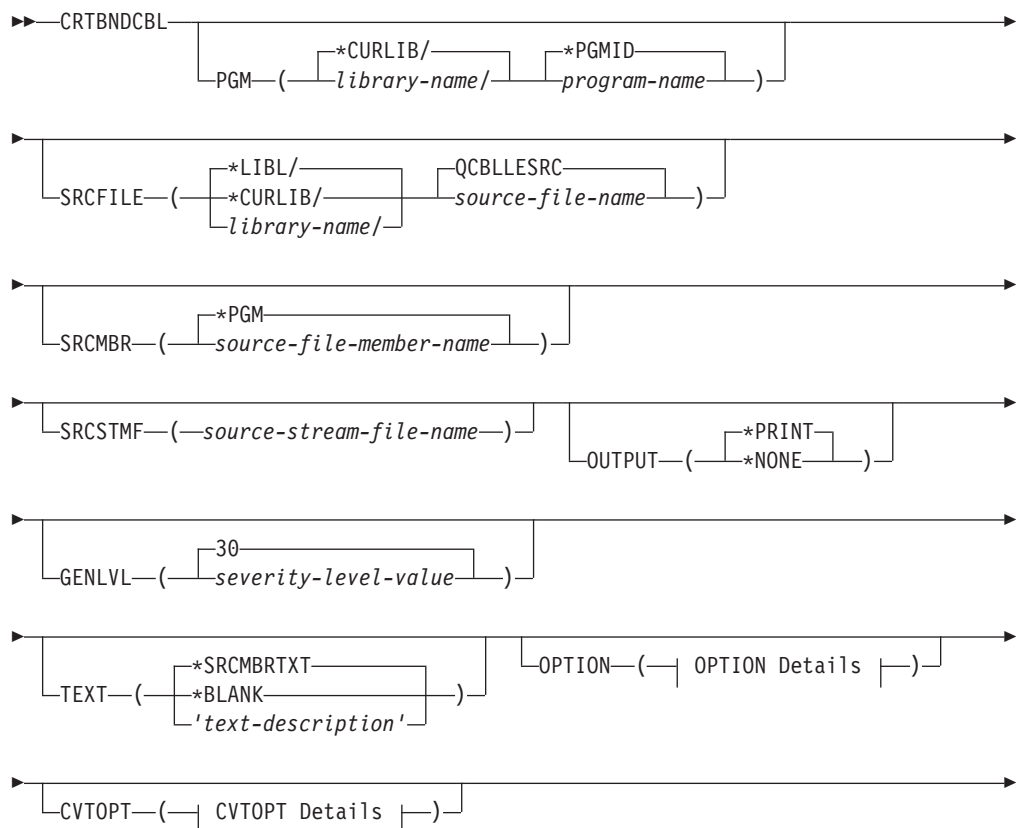 CRTBNDCBL
*CURLIB/ *PGMID
PGM ( library-name/ program-name )
*LIBL/ QCBLLESRC
SRCFILE ( *CURLIB/ source-file-name )
library-name/
*PGM
SRCMBR ( source-file-member-name )
SRCSTMF ( source-stream-file-name ) *PRINT
OUTPUT ( *NONE )
30
GENLVL ( severity-level-value )
*SRCMBRTXT OPTION ( OPTION Details )
TEXT ( *BLANK )
'text-description'
CVTOPT ( CVTOPT Details )